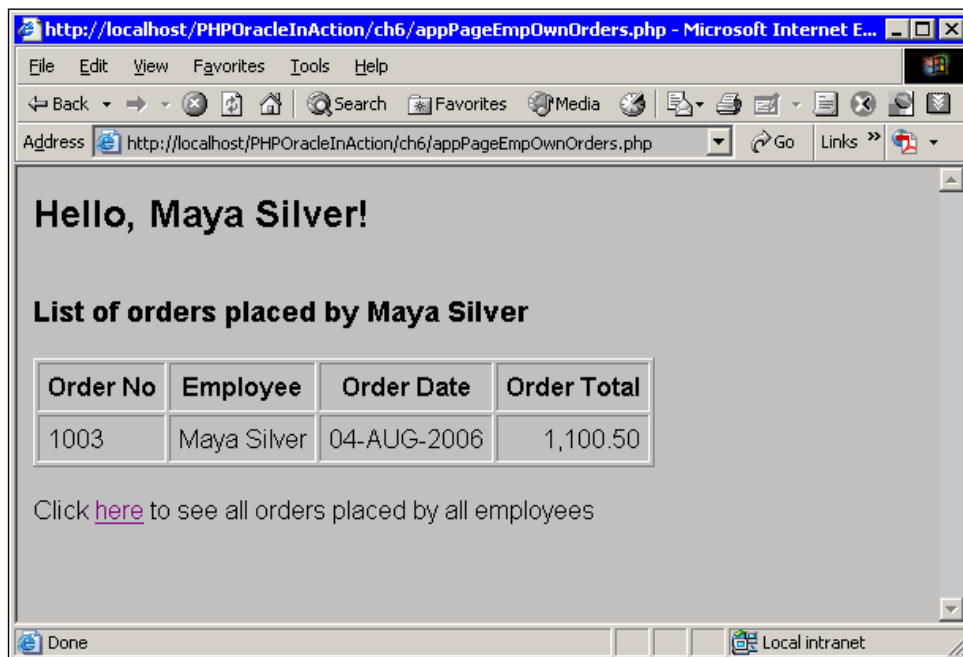 http://localhost/PHPOracleInAction/ch6/appPageEmpOwnOrders.php - Microsoft Internet E...
File Edit View Favorites Tools Help
Back Search Favorites Media
Address http://localhost/PHPOracleInAction/ch6/appPageEmpOwnOrders.php Go Links »
Hello, Maya Silver!
List of orders placed by Maya Silver
Order No Employee Order Date Order Total
1003 Maya Silver 04-AUG-2006 1,100.50
Click here to see all orders placed by all employees
Done Local intranet